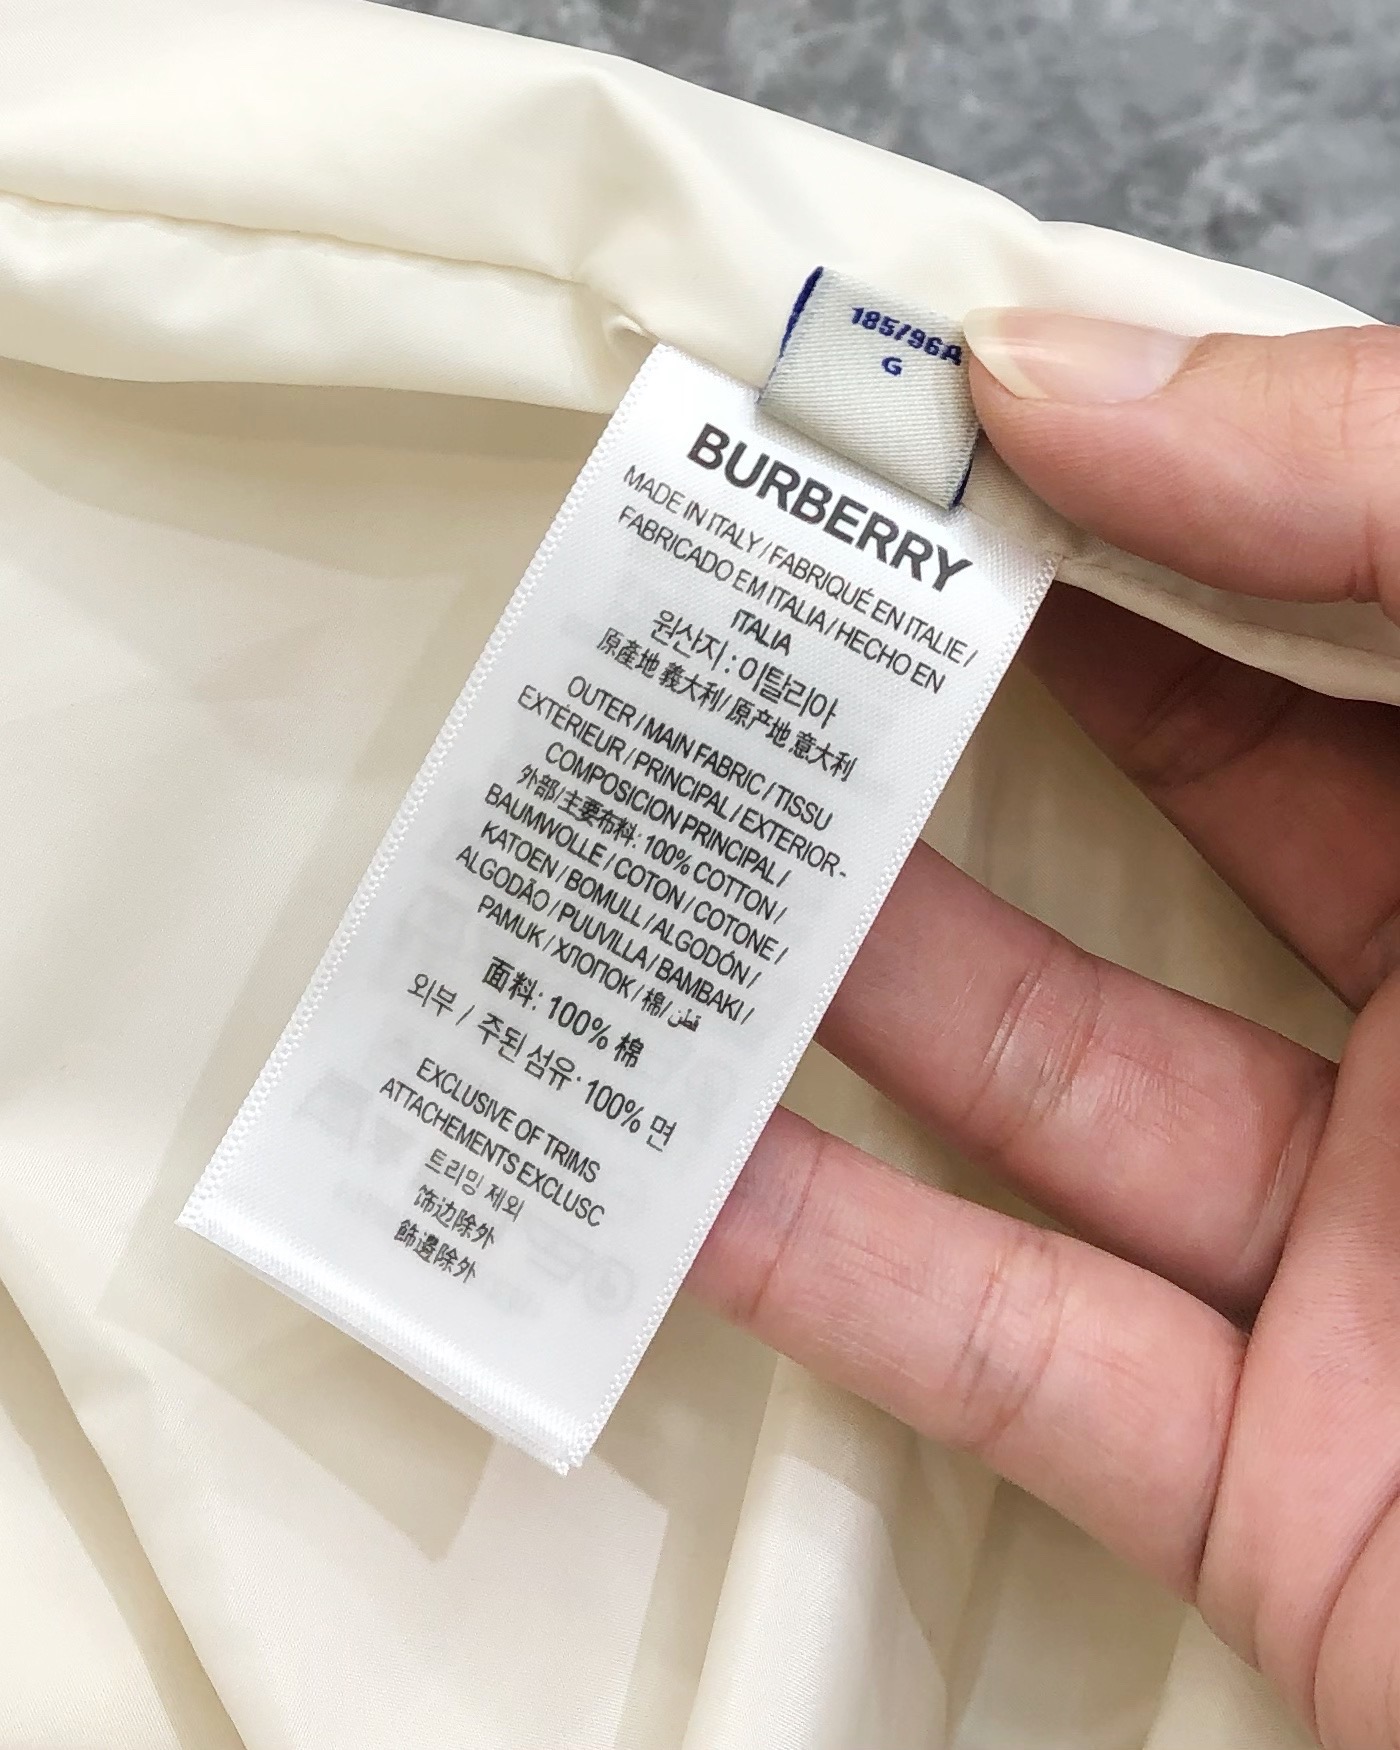 185/96A
G
BURBERRY
MADE IN ITALY / FABRIQUÉ EN ITALIE /
FABRICADO EM ITALIA / HECHO EN
ITALIA
원산지 : 이탈리아
原產地 義大利/ 原产地 意大利
OUTER / MAIN FABRIC / TISSU
EXTÉRIEUR / PRINCIPAL / EXTERIOR-
COMPOSICION PRINCIPAL /
外部/主要布料: 100% COTTON /
BAUMWOLLE / COTON / COTONE /
KATOEN / BOMULL / ALGODÓN /
ALGODÃO / PUUVILLA / BAMBAKI /
PAMUK / ХЛОПОК / 棉/ قطن
面料: 100% 棉
외부 / 주된 섬유· 100% 면
EXCLUSIVE OF TRIMS
ATTACHEMENTS EXCLUSC
트리밍 제외
饰边除外
飾邊除外